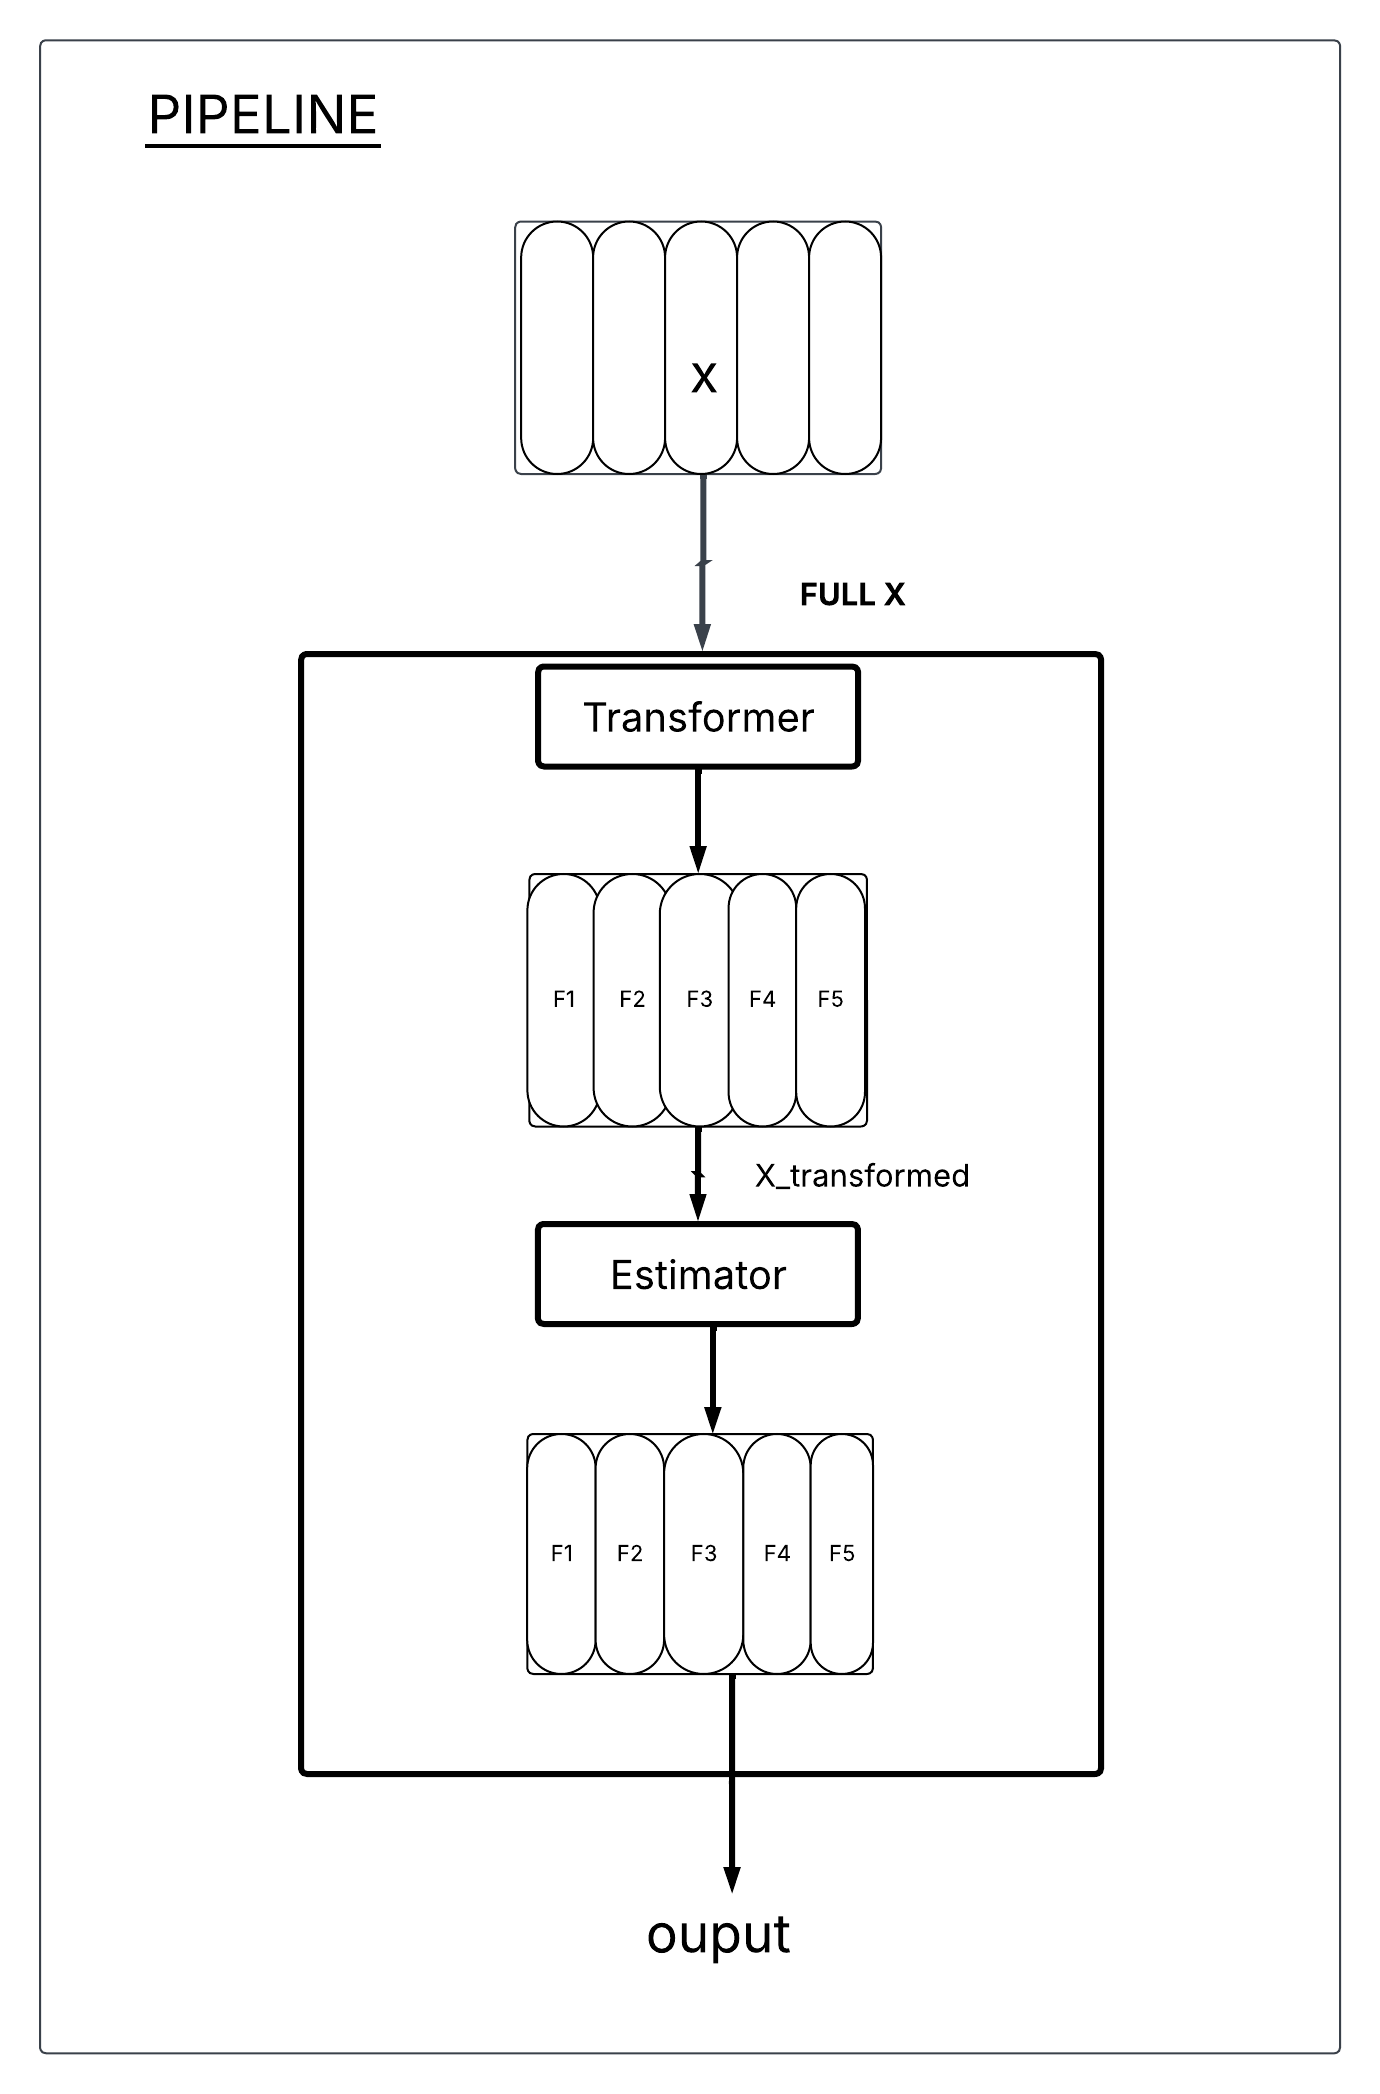 PIPELINE
X
FULL X
Transformer
F1 F2 F3 F4 F5
X_transformed
Estimator
F1 F2 F3 F4 F5
ouput